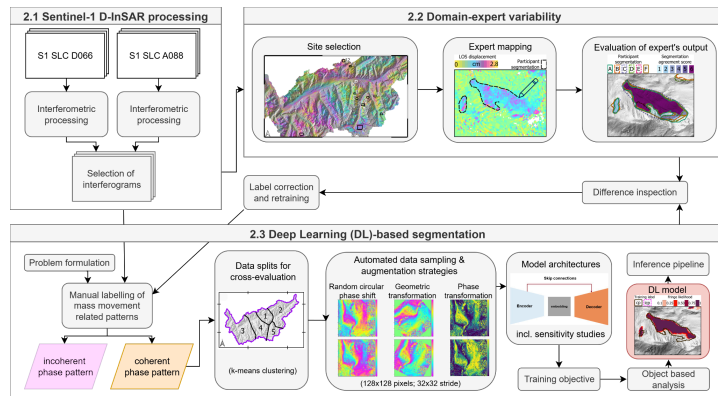 2.1 Sentinel-1 D-InSAR processing
S1 SLC D066
S1 SLC A088
Interferometric
processing
Interferometric
processing
Selection of
interferograms
2.2 Domain-expert variability
Site selection
Expert mapping
LOS displacement
0 cm 2.8
Participant
segmentation
Evaluation of expert's output
Participant
segmentation
A B C D E F
Segmentation
agreement score
1 2 3 4 5 6
Label correction
and retraining
Difference inspection
2.3 Deep Learning (DL)-based segmentation
Problem formulation
Manual labelling of
mass movement
related patterns
incoherent
phase pattern
coherent
phase pattern
Data splits for
cross-evaluation
3
4
5
(k-means clustering)
Automated data sampling &
augmentation strategies
Random circular
phase shift
Geometric
transformation
Phase
transformation
(128x128 pixels; 32x32 stride)
Model architectures
Skip connections
Encoder
embedding
Decoder
incl. sensitivity studies
Training objective
Object based
analysis
DL model
Training label
Fringe likelihood
Inference pipeline